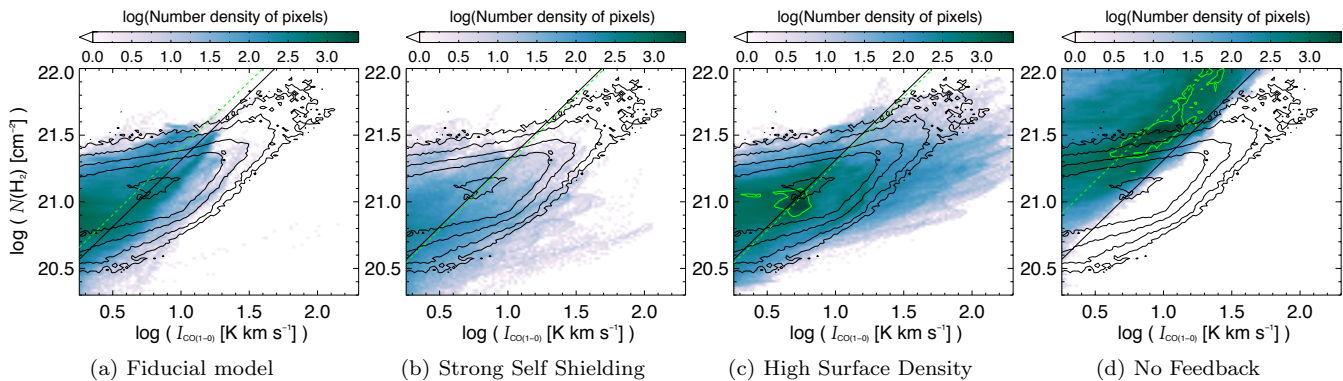 log(Number density of pixels) log(Number density of pixels) log(Number density of pixels) log(Number density of pixels)
0.0 0.5 1.0 1.5 2.0 2.5 3.0 0.0 0.5 1.0 1.5 2.0 2.5 3.0 0.0 0.5 1.0 1.5 2.0 2.5 3.0 0.0 0.5 1.0 1.5 2.0 2.5 3.0
22.0 22.0 22.0 22.0
21.5 21.5 21.5 21.5
21.0 21.0 21.0 21.0
20.5 20.5 20.5 20.5
log ( N(H₂) [cm⁻²] )
0.5 1.0 1.5 2.0 0.5 1.0 1.5 2.0 0.5 1.0 1.5 2.0 0.5 1.0 1.5 2.0
log ( I_CO(1−0) [K km s⁻¹] ) log ( I_CO(1−0) [K km s⁻¹] ) log ( I_CO(1−0) [K km s⁻¹] ) log ( I_CO(1−0) [K km s⁻¹] )
(a) Fiducial model (b) Strong Self Shielding (c) High Surface Density (d) No Feedback